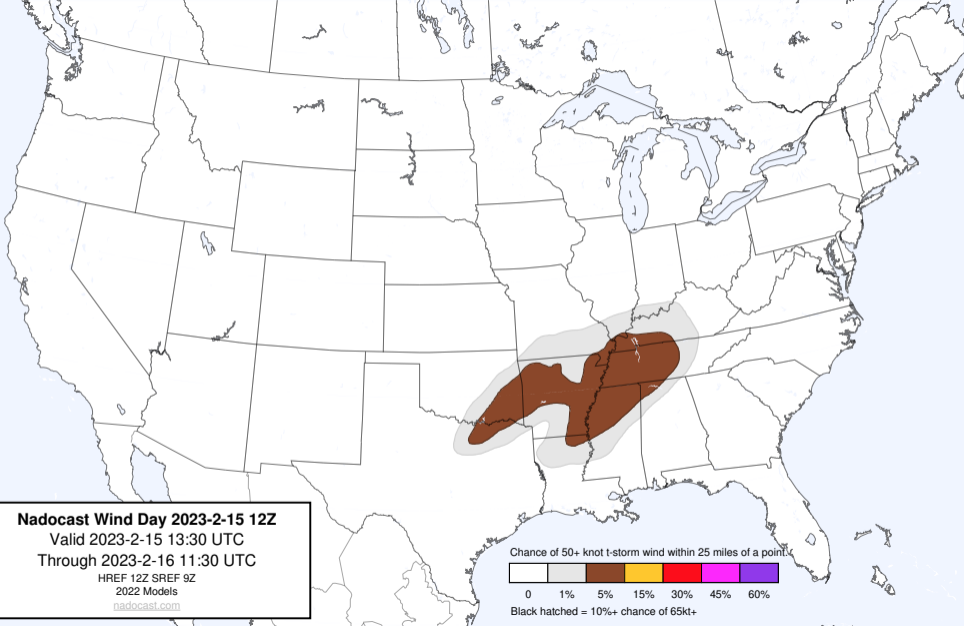 Nadocast Wind Day 2023-2-15 12Z
Valid 2023-2-15 13:30 UTC
Through 2023-2-16 11:30 UTC
HREF 12Z SREF 9Z
2022 Models
nadocast.com
Chance of 50+ knot t-storm wind within 25 miles of a point.
0 1% 5% 15% 30% 45% 60%
Black hatched = 10%+ chance of 65kt+